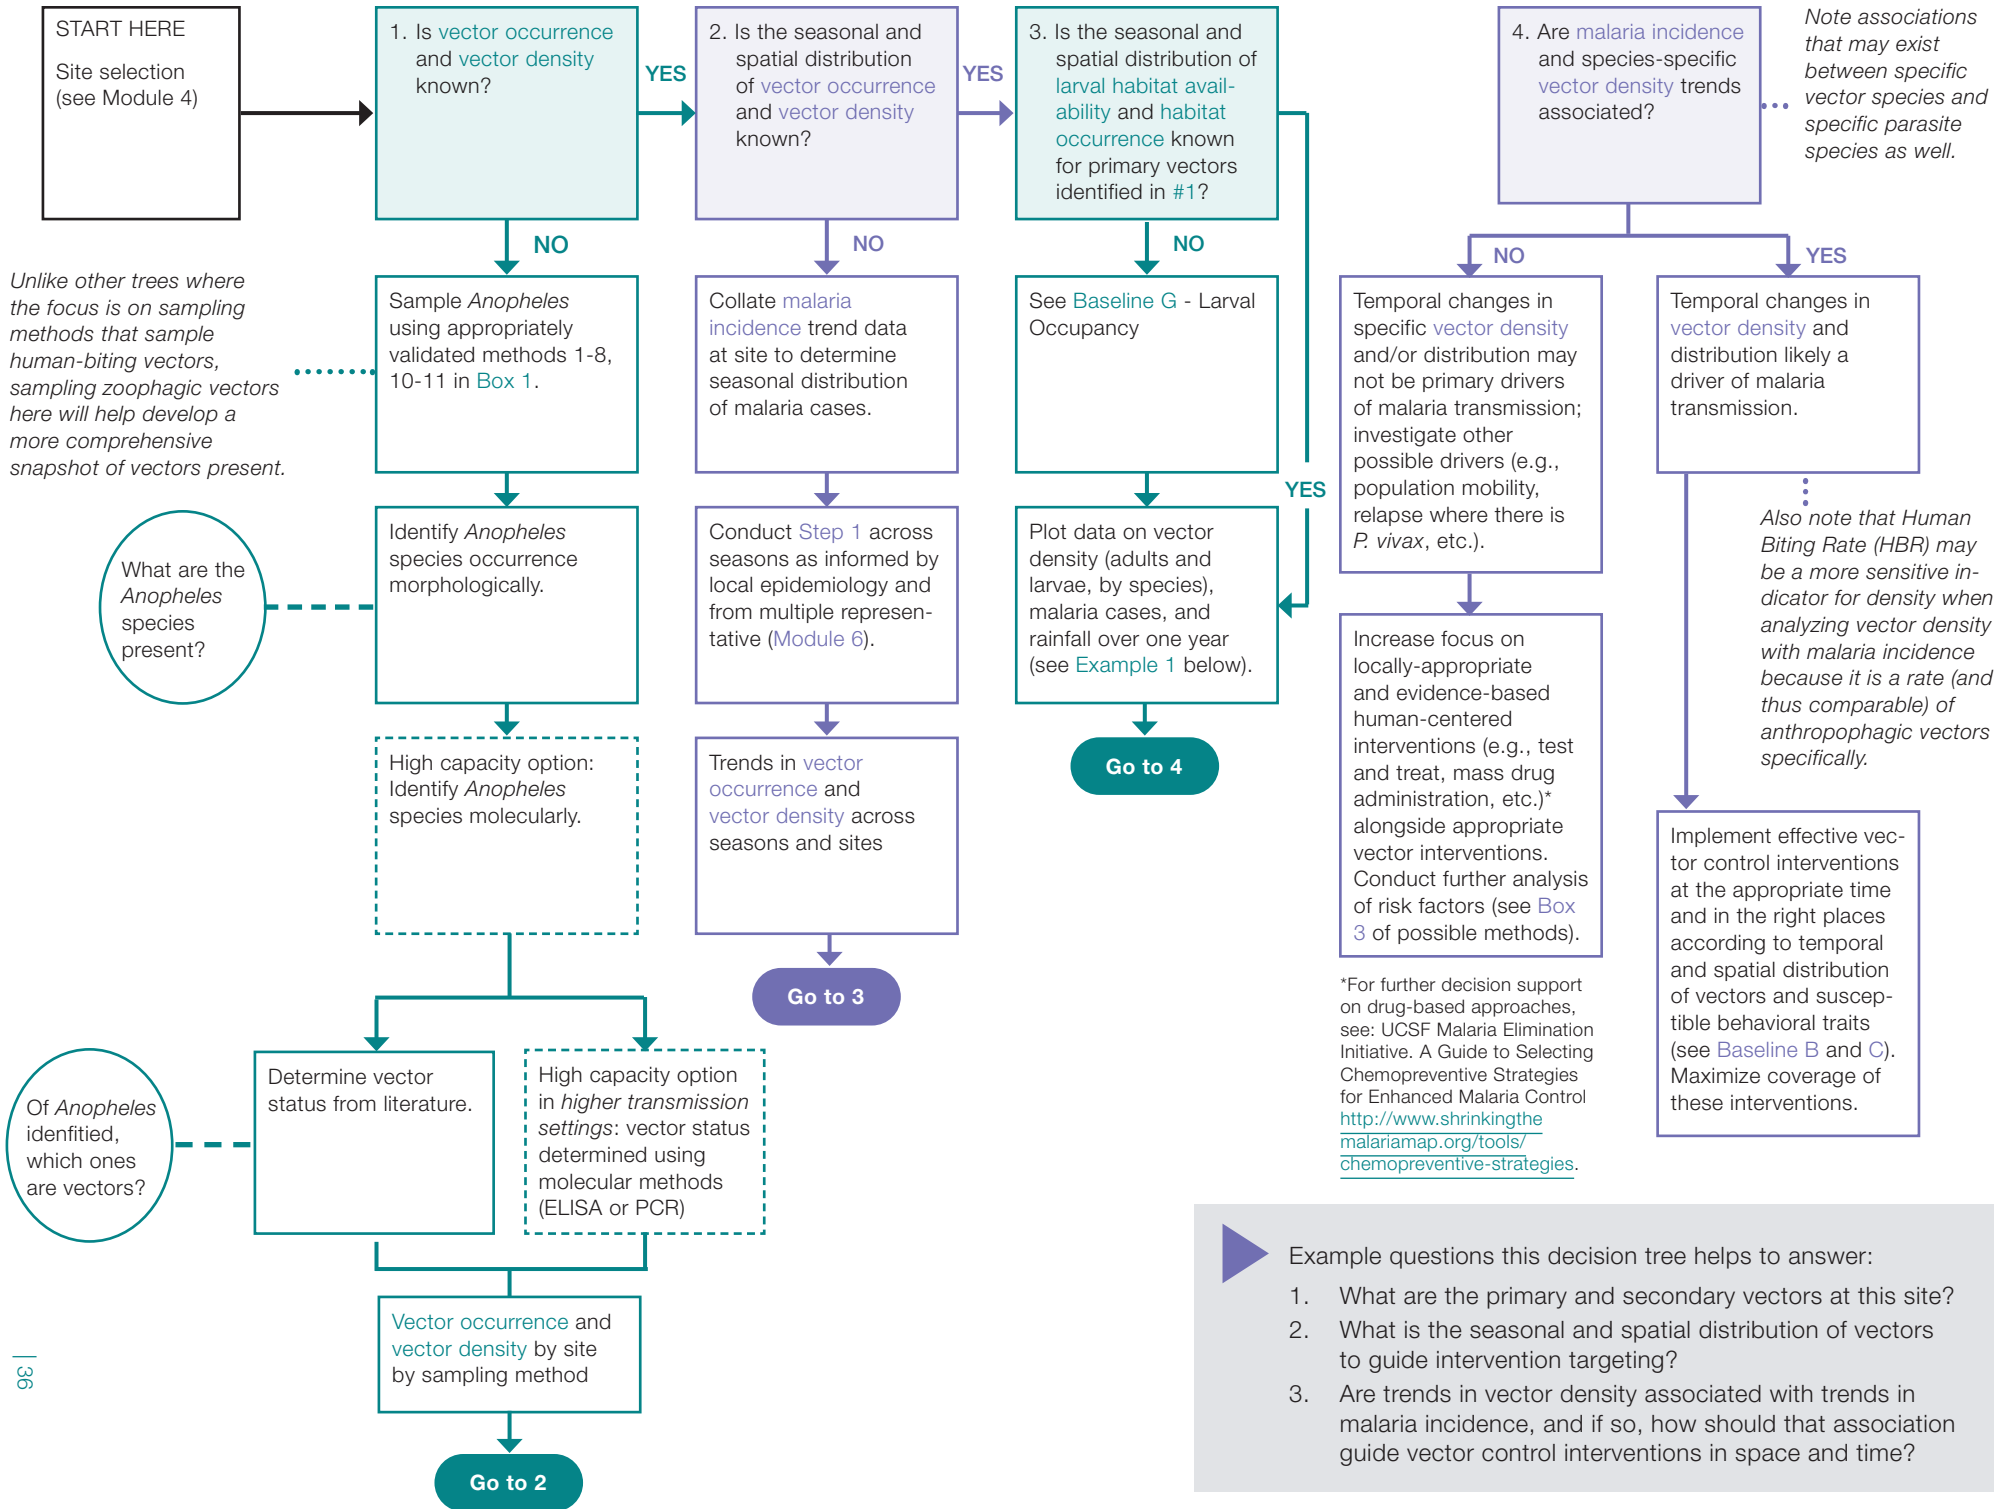 START HERE
Site selection
(see Module 4)
1. Is vector occurrence
and vector density
known?
YES
2. Is the seasonal and
spatial distribution
of vector occurrence
and vector density
known?
YES
3. Is the seasonal and
spatial distribution of
larval habitat avail-
ability and habitat
occurrence known
for primary vectors
identified in #1?
4. Are malaria incidence
and species-specific
vector density trends
associated?
Note associations
that may exist
between specific
vector species and
specific parasite
species as well.
NO
NO
NO
NO
YES
Unlike other trees where
the focus is on sampling
methods that sample
human-biting vectors,
sampling zoophagic vectors
here will help develop a
more comprehensive
snapshot of vectors present.
Sample Anopheles
using appropriately
validated methods 1-8,
10-11 in Box 1.
Collate malaria
incidence trend data
at site to determine
seasonal distribution
of malaria cases.
See Baseline G - Larval
Occupancy
YES
Temporal changes in
specific vector density
and/or distribution may
not be primary drivers
of malaria transmission;
investigate other
possible drivers (e.g.,
population mobility,
relapse where there is
P. vivax, etc.).
Temporal changes in
vector density and
distribution likely a
driver of malaria
transmission.
What are the
Anopheles
species
present?
Identify Anopheles
species occurrence
morphologically.
Conduct Step 1 across
seasons as informed by
local epidemiology and
from multiple represen-
tative (Module 6).
Plot data on vector
density (adults and
larvae, by species),
malaria cases, and
rainfall over one year
(see Example 1 below).
Also note that Human
Biting Rate (HBR) may
be a more sensitive in-
dicator for density when
analyzing vector density
with malaria incidence
because it is a rate (and
thus comparable) of
anthropophagic vectors
specifically.
Increase focus on
locally-appropriate
and evidence-based
human-centered
interventions (e.g., test
and treat, mass drug
administration, etc.)*
alongside appropriate
vector interventions.
Conduct further analysis
of risk factors (see Box
3 of possible methods).
High capacity option:
Identify Anopheles
species molecularly.
Trends in vector
occurrence and
vector density across
seasons and sites
Go to 4
Implement effective vec-
tor control interventions
at the appropriate time
and in the right places
according to temporal
and spatial distribution
of vectors and suscep-
tible behavioral traits
(see Baseline B and C).
Maximize coverage of
these interventions.
Go to 3
*For further decision support
on drug-based approaches,
see: UCSF Malaria Elimination
Initiative. A Guide to Selecting
Chemopreventive Strategies
for Enhanced Malaria Control
http://www.shrinkingthe
malariamap.org/tools/
chemopreventive-strategies.
Of Anopheles
idenfitied,
which ones
are vectors?
Determine vector
status from literature.
High capacity option
in higher transmission
settings: vector status
determined using
molecular methods
(ELISA or PCR)
Vector occurrence and
vector density by site
by sampling method
Go to 2
Example questions this decision tree helps to answer:
1. What are the primary and secondary vectors at this site?
2. What is the seasonal and spatial distribution of vectors
to guide intervention targeting?
3. Are trends in vector density associated with trends in
malaria incidence, and if so, how should that association
guide vector control interventions in space and time?
| 36